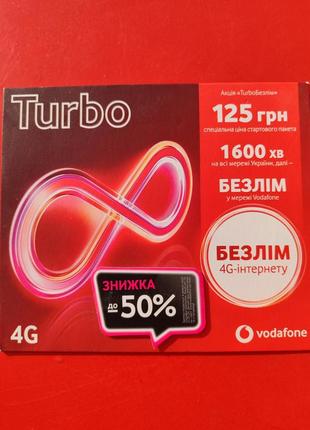 Turbo
Акція «TurboБезлім»
125 грн
спеціальна ціна стартового пакета
1600 хв
на всі мережі України, далі –
БЕЗЛІМ
у мережі Vodafone
БЕЗЛІМ
4G-інтернету
ЗНИЖКА
до 50%
4G
vodafone